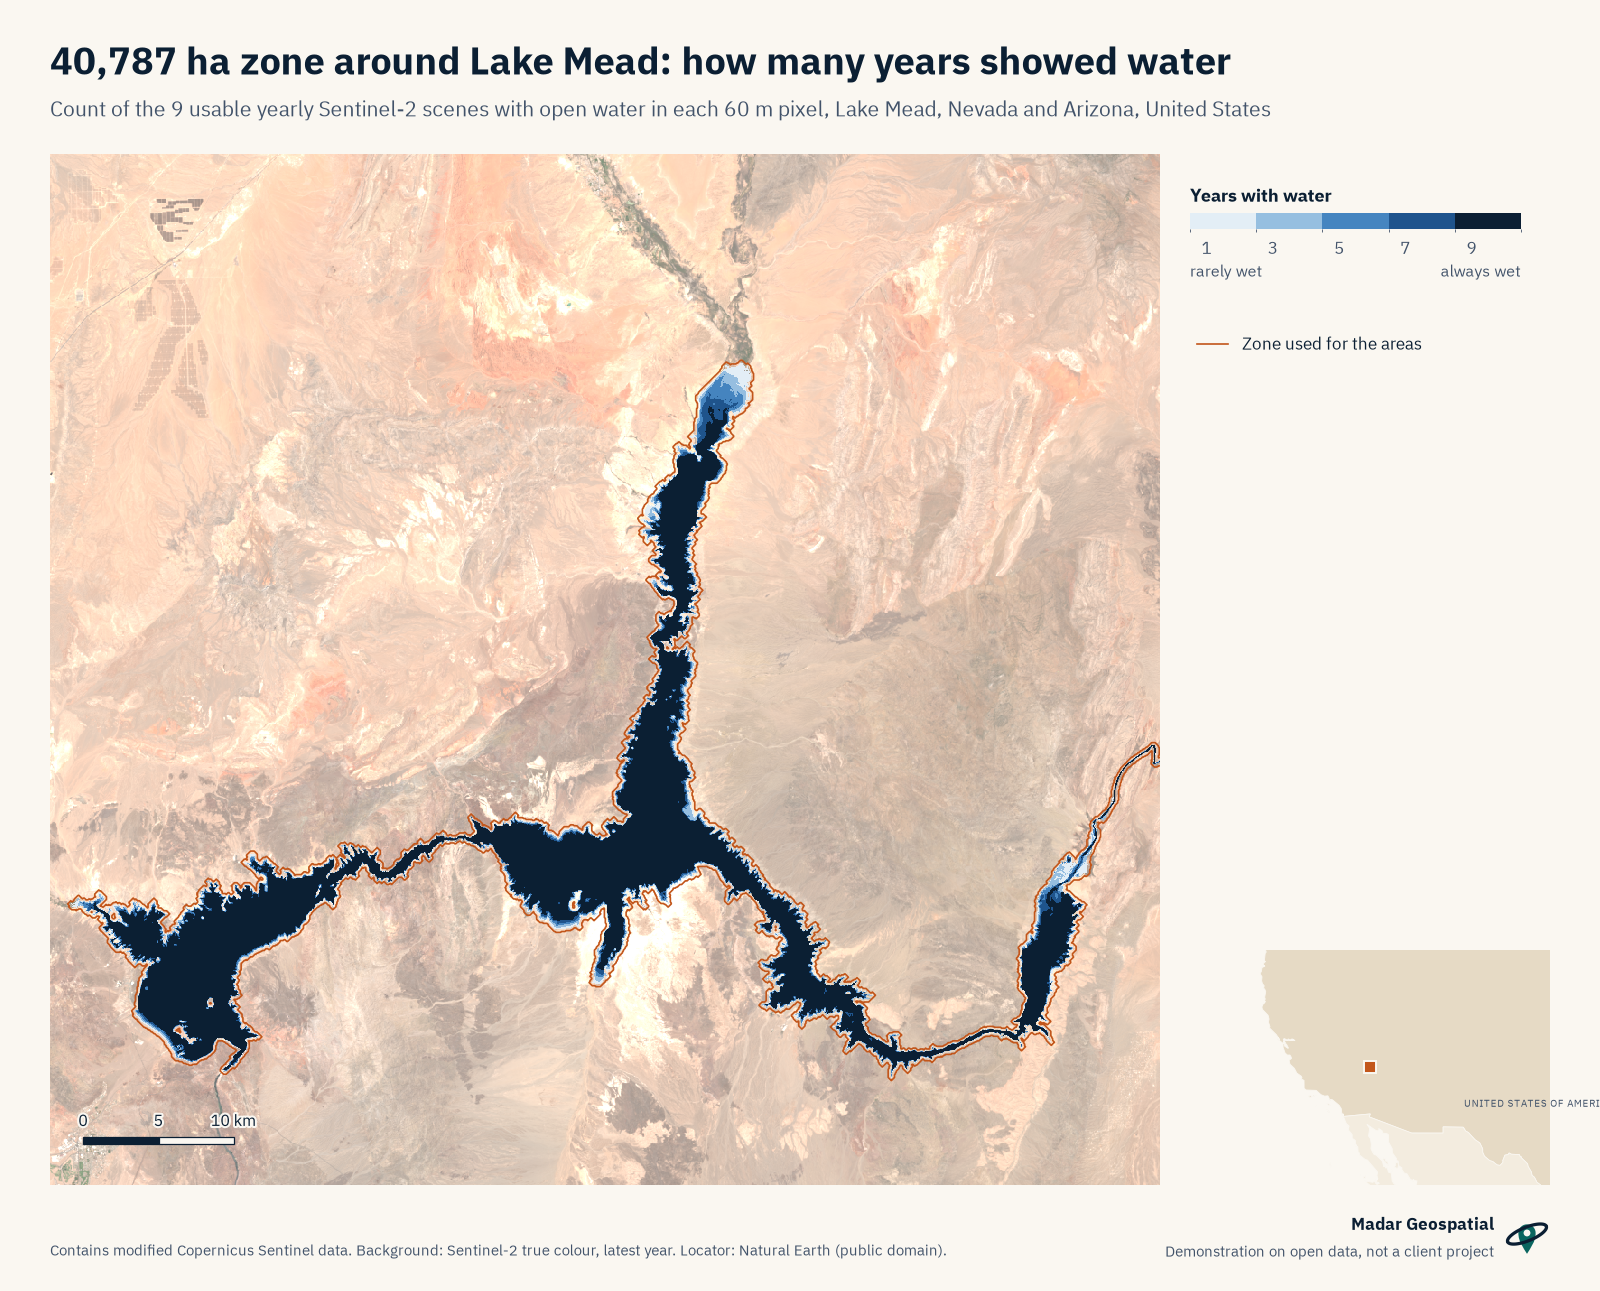 40,787 ha zone around Lake Mead: how many years showed water
Count of the 9 usable yearly Sentinel-2 scenes with open water in each 60 m pixel, Lake Mead, Nevada and Arizona, United States
Years with water
1 3 5 7 9
rarely wet always wet
Zone used for the areas
UNITED STATES OF AMERI
0 5 10 km
Madar Geospatial
Contains modified Copernicus Sentinel data. Background: Sentinel-2 true colour, latest year. Locator: Natural Earth (public domain).
Demonstration on open data, not a client project